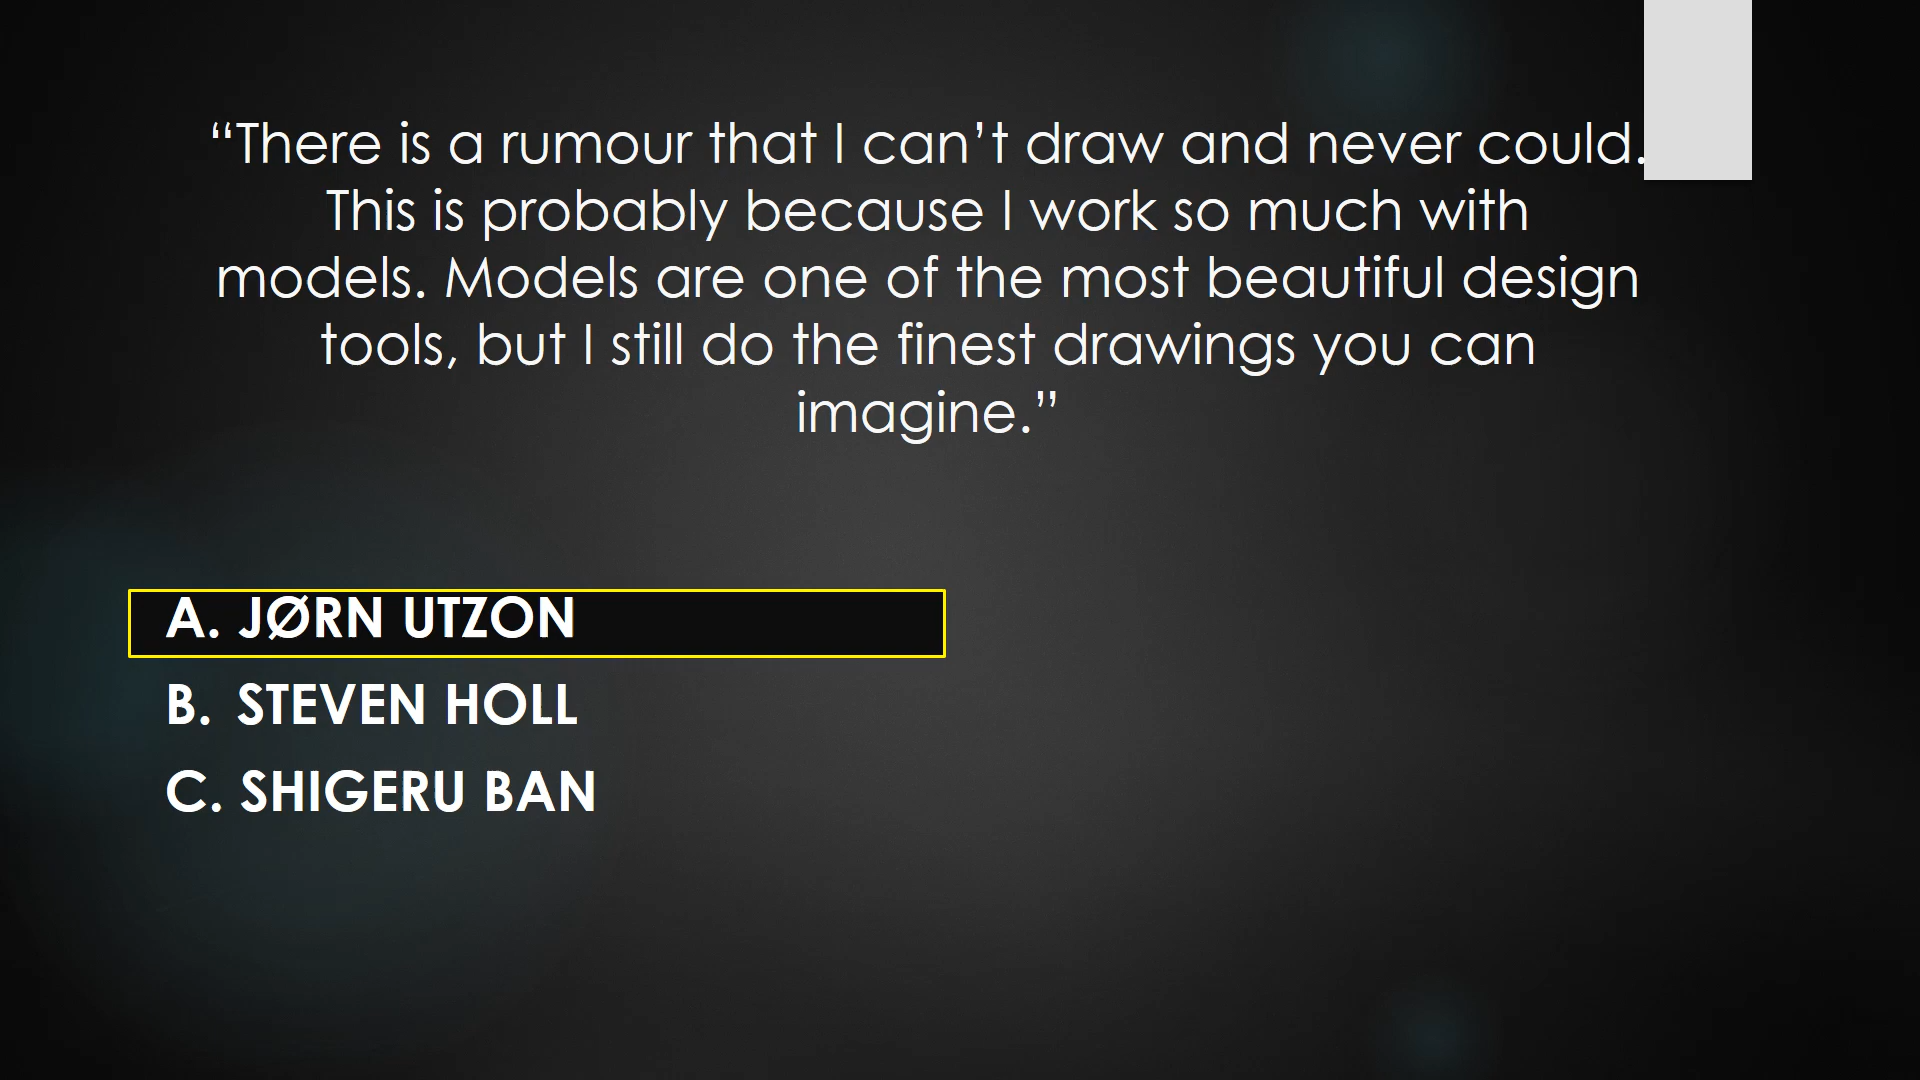 “There is a rumour that I can’t draw and never could.
This is probably because I work so much with
models. Models are one of the most beautiful design
tools, but I still do the finest drawings you can
imagine.”
A. JØRN UTZON
B. STEVEN HOLL
C. SHIGERU BAN